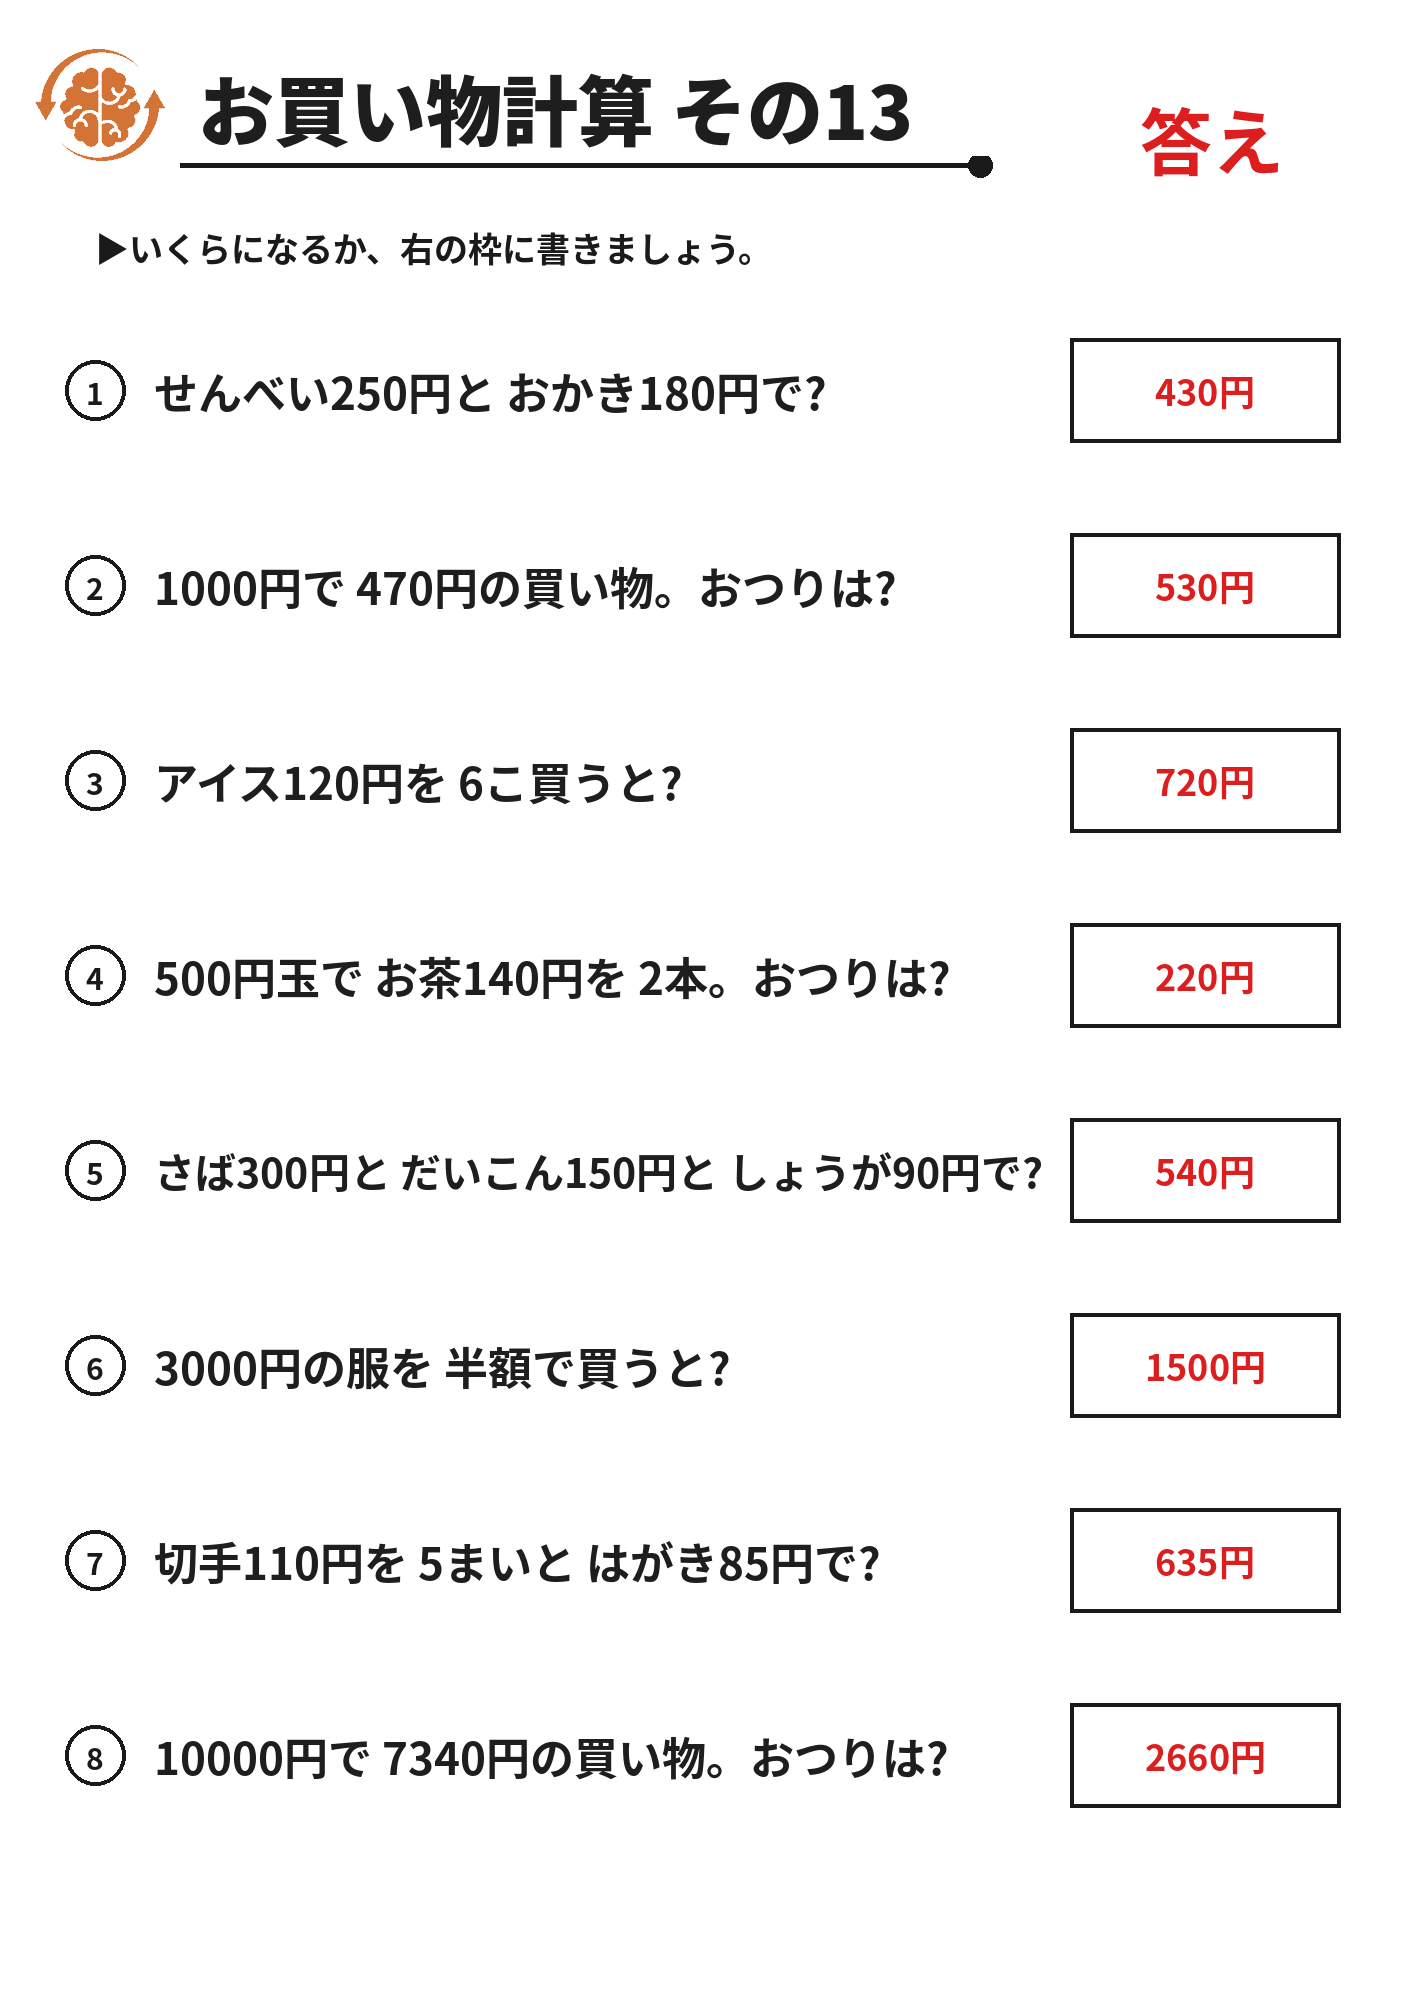 お買い物計算 その13
答え
▶いくらになるか、右の枠に書きましょう。
① せんべい250円と おかき180円で? 430円
② 1000円で 470円の買い物。おつりは? 530円
③ アイス120円を 6こ買うと? 720円
④ 500円玉で お茶140円を 2本。おつりは? 220円
⑤ さば300円と だいこん150円と しょうが90円で? 540円
⑥ 3000円の服を 半額で買うと? 1500円
⑦ 切手110円を 5まいと はがき85円で? 635円
⑧ 10000円で 7340円の買い物。おつりは? 2660円